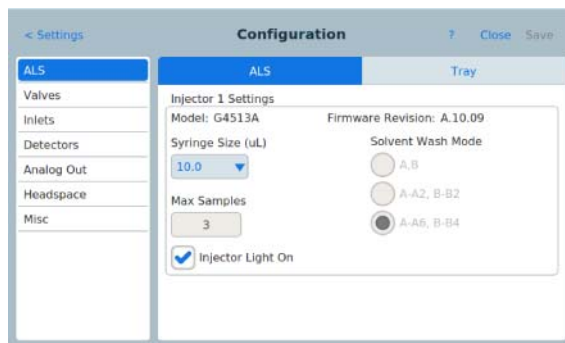 < Settings
Configuration
? Close Save
ALS
Valves
Inlets
Detectors
Analog Out
Headspace
Misc
ALS
Tray
Injector 1 Settings
Model: G4513A
Firmware Revision: A.10.09
Syringe Size (uL)
10.0
Solvent Wash Mode
A,B
A-A2, B-B2
A-A6, B-B4
Max Samples
3
Injector Light On